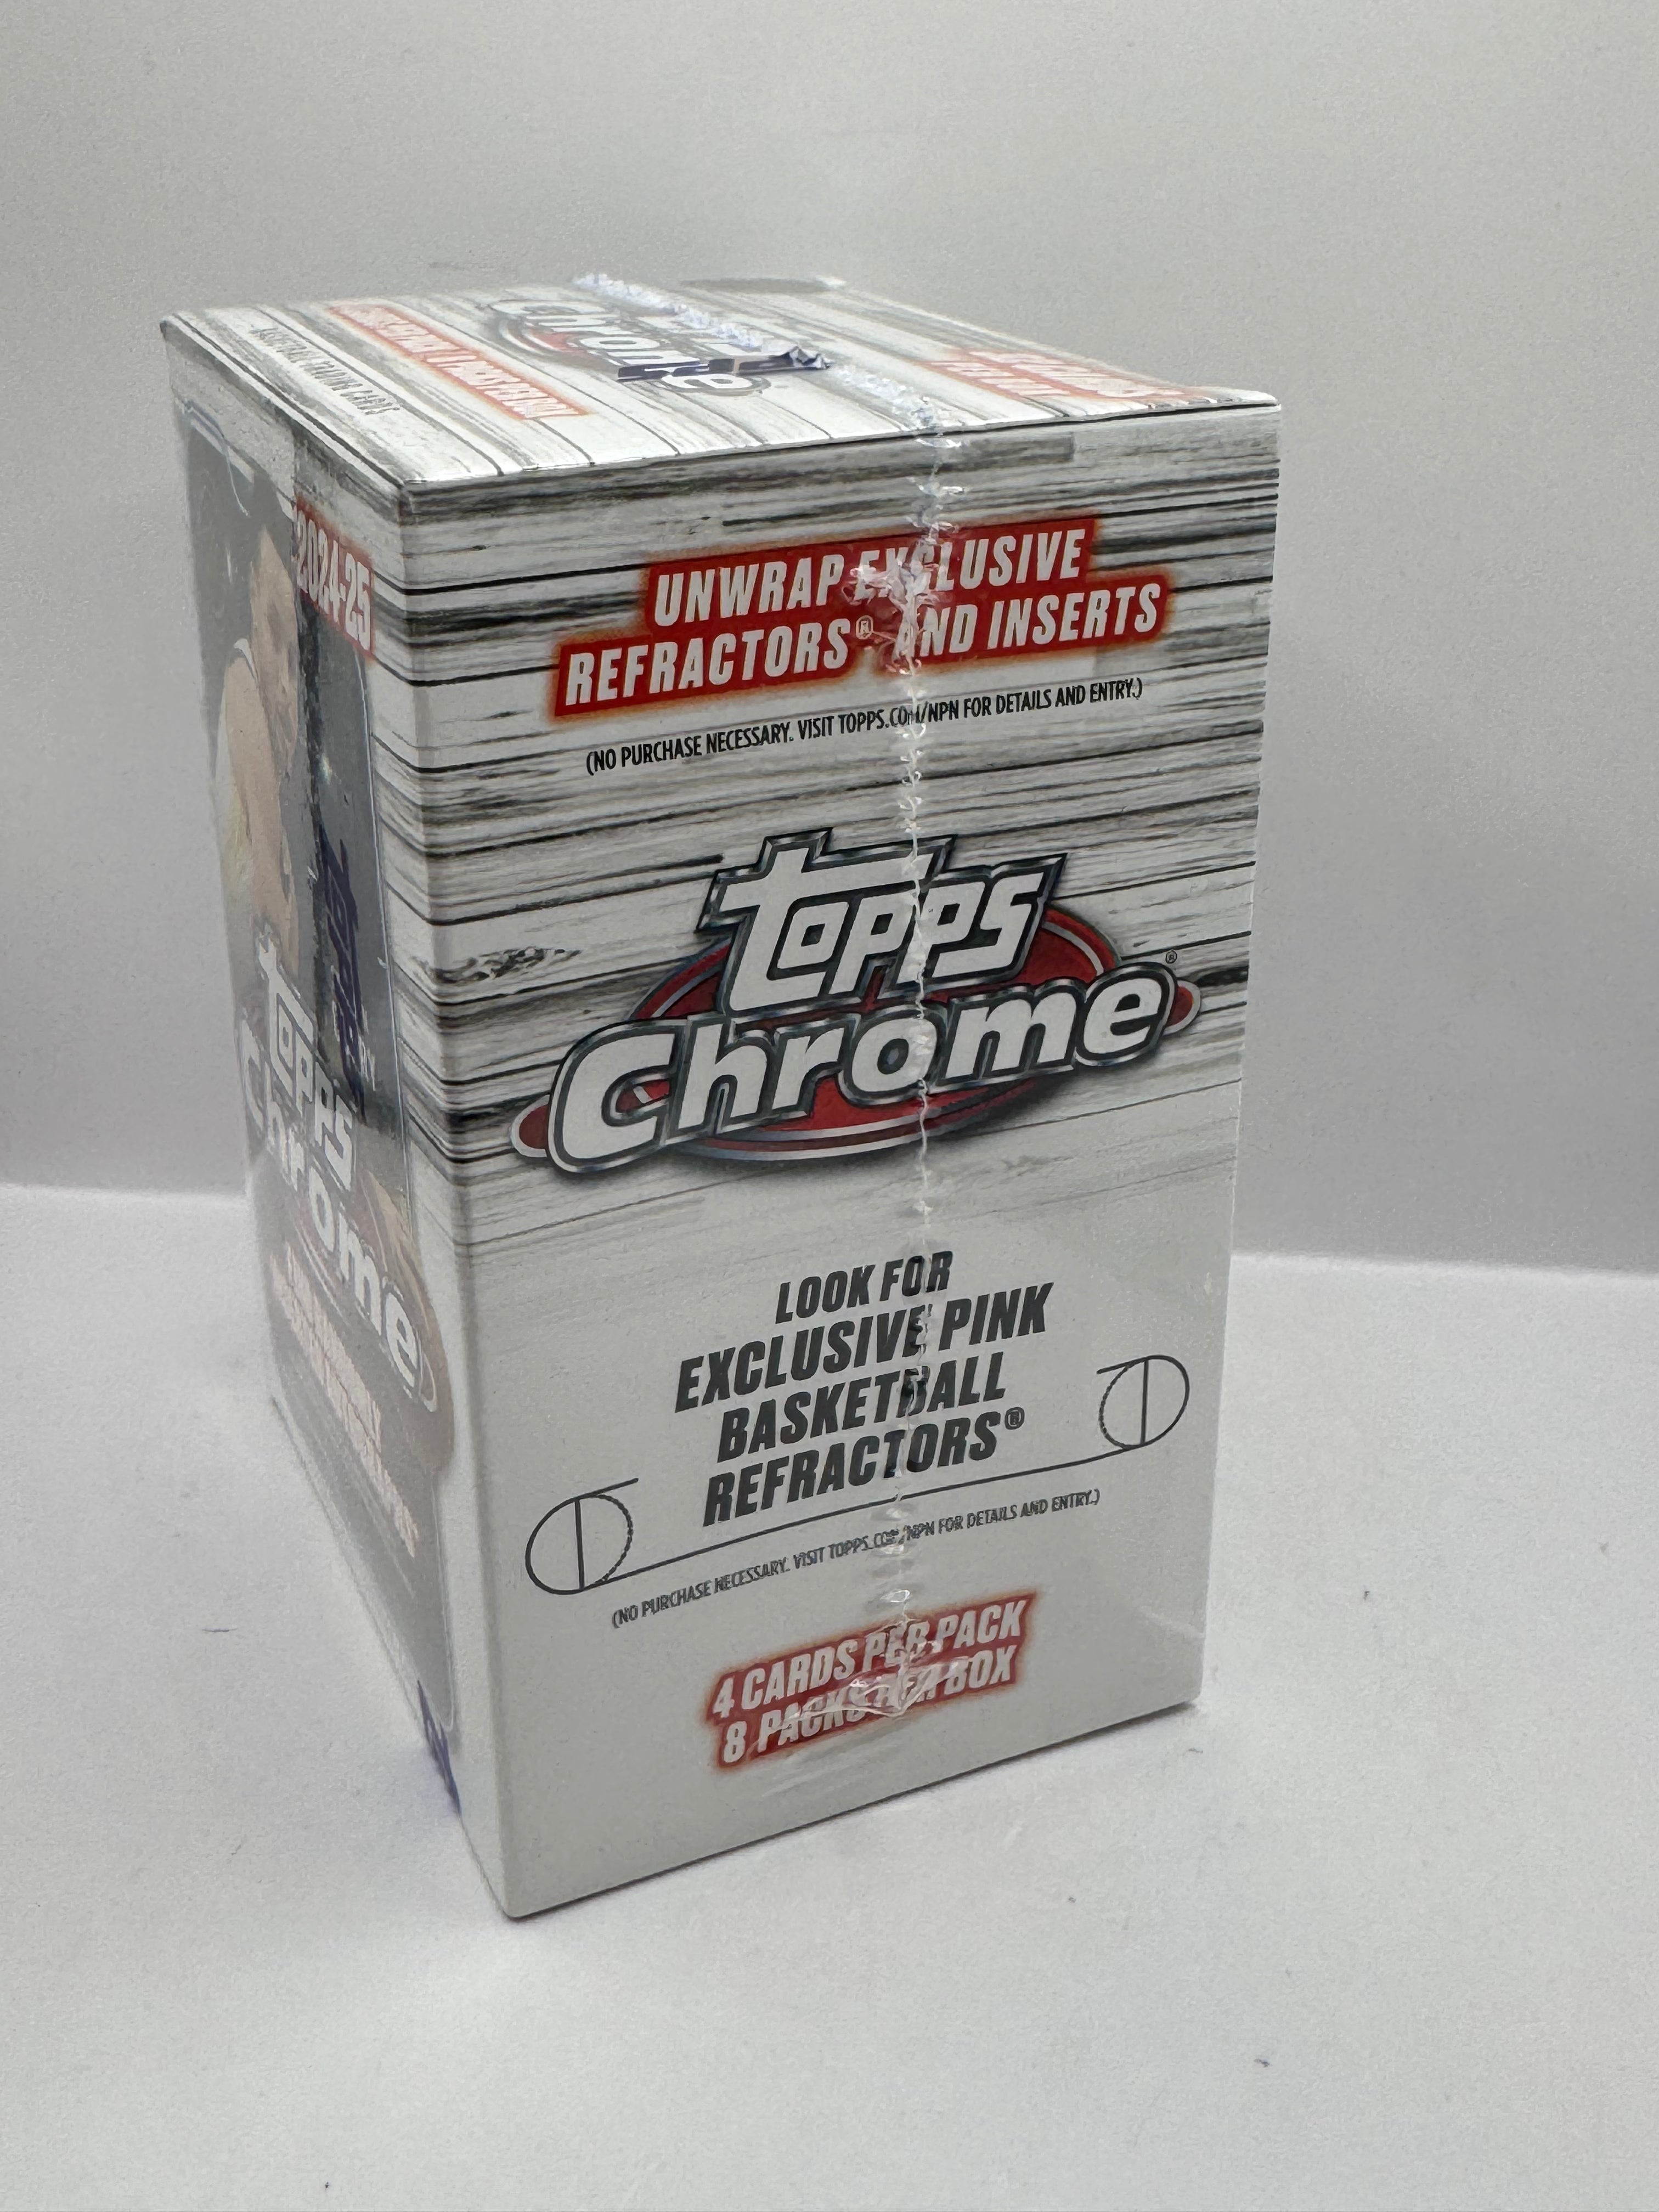 topps
Chrome
UNWRAP EXCLUSIVE
REFRACTORS® AND INSERTS
(NO PURCHASE NECESSARY. VISIT TOPPS.COM/NPN FOR DETAILS AND ENTRY.)
topps
Chrome®
LOOK FOR
EXCLUSIVE PINK
BASKETBALL
REFRACTORS®
(NO PURCHASE NECESSARY. VISIT TOPPS.COM/NPN FOR DETAILS AND ENTRY.)
4 CARDS PER PACK
8 PACKS PER BOX
2024-25
topps
Chrome